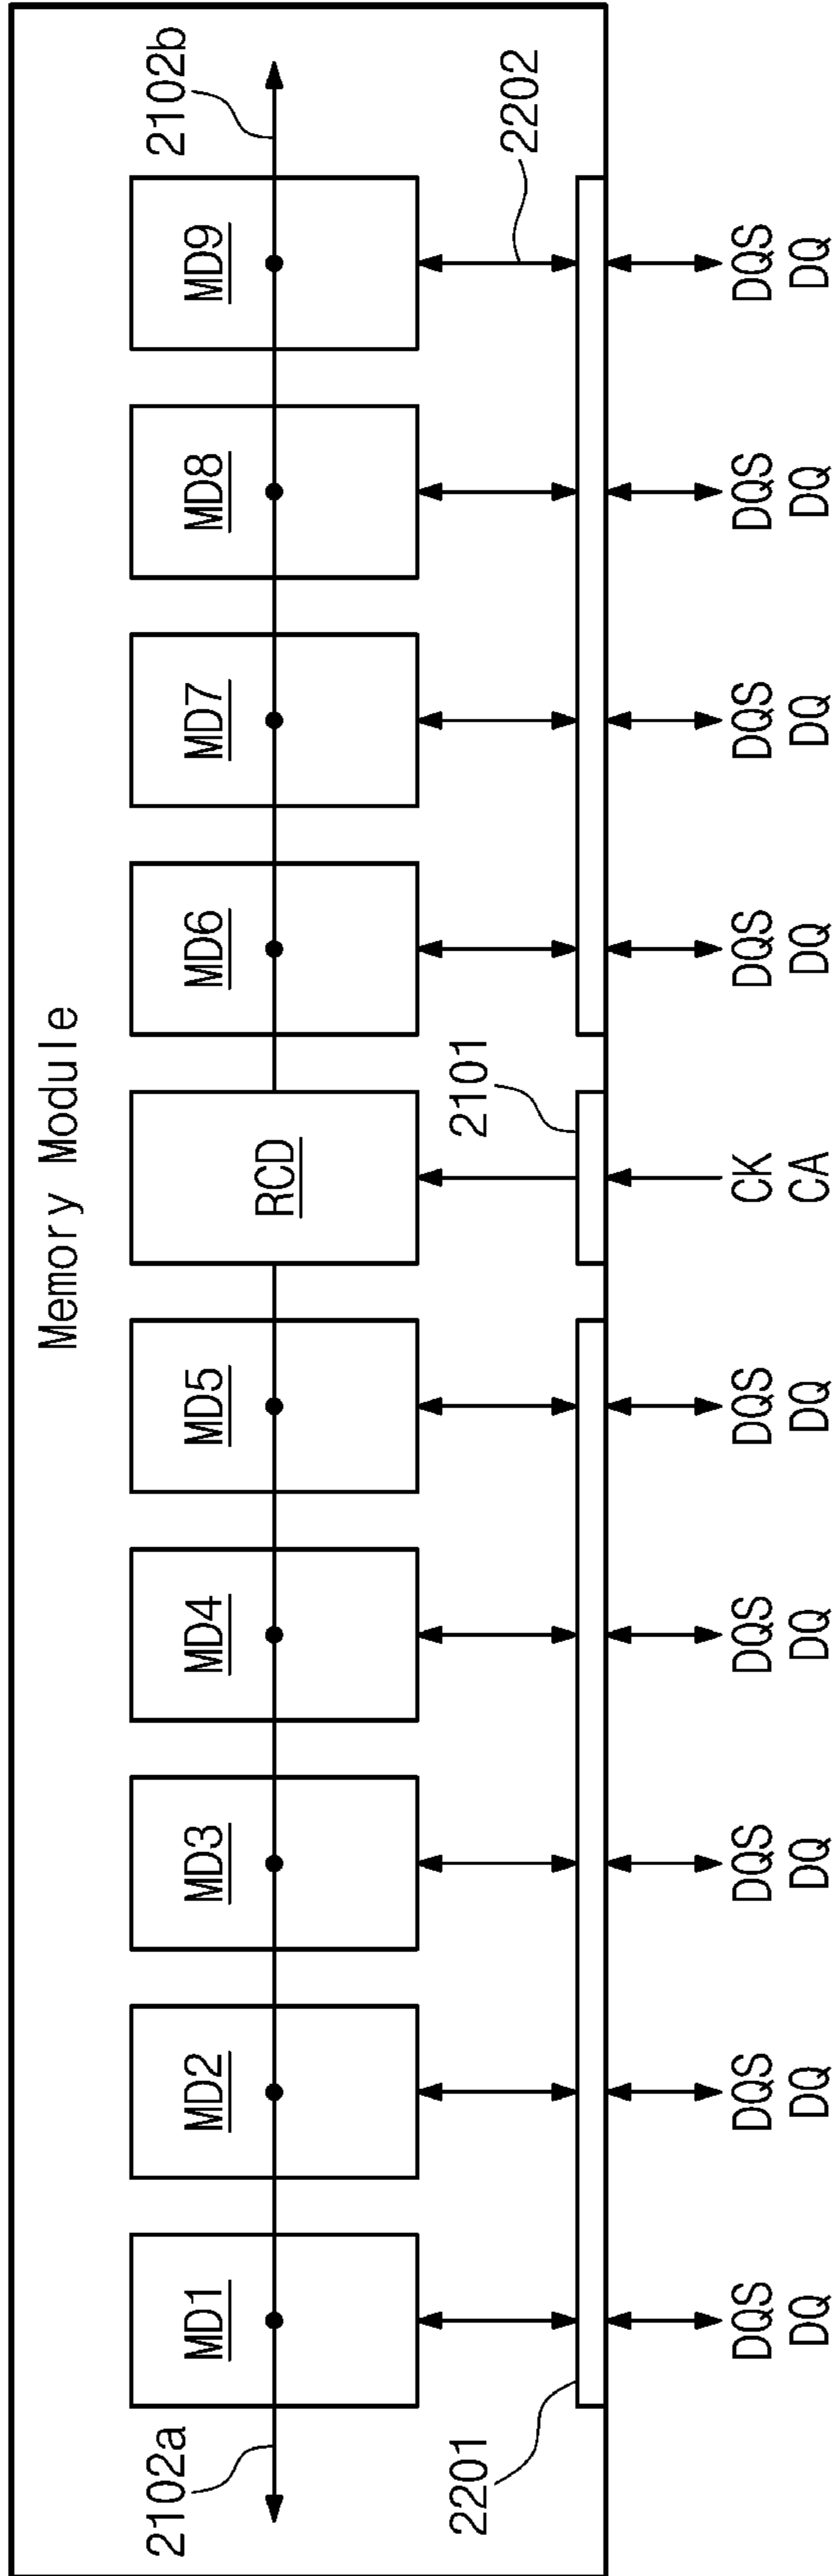 Memory Module
2102a
2102b
MD1
MD2
MD3
MD4
MD5
RCD
MD6
MD7
MD8
MD9
2201
2101
2202
DQS
DQ
DQS
DQ
DQS
DQ
DQS
DQ
DQS
DQ
CK
CA
DQS
DQ
DQS
DQ
DQS
DQ
DQS
DQ